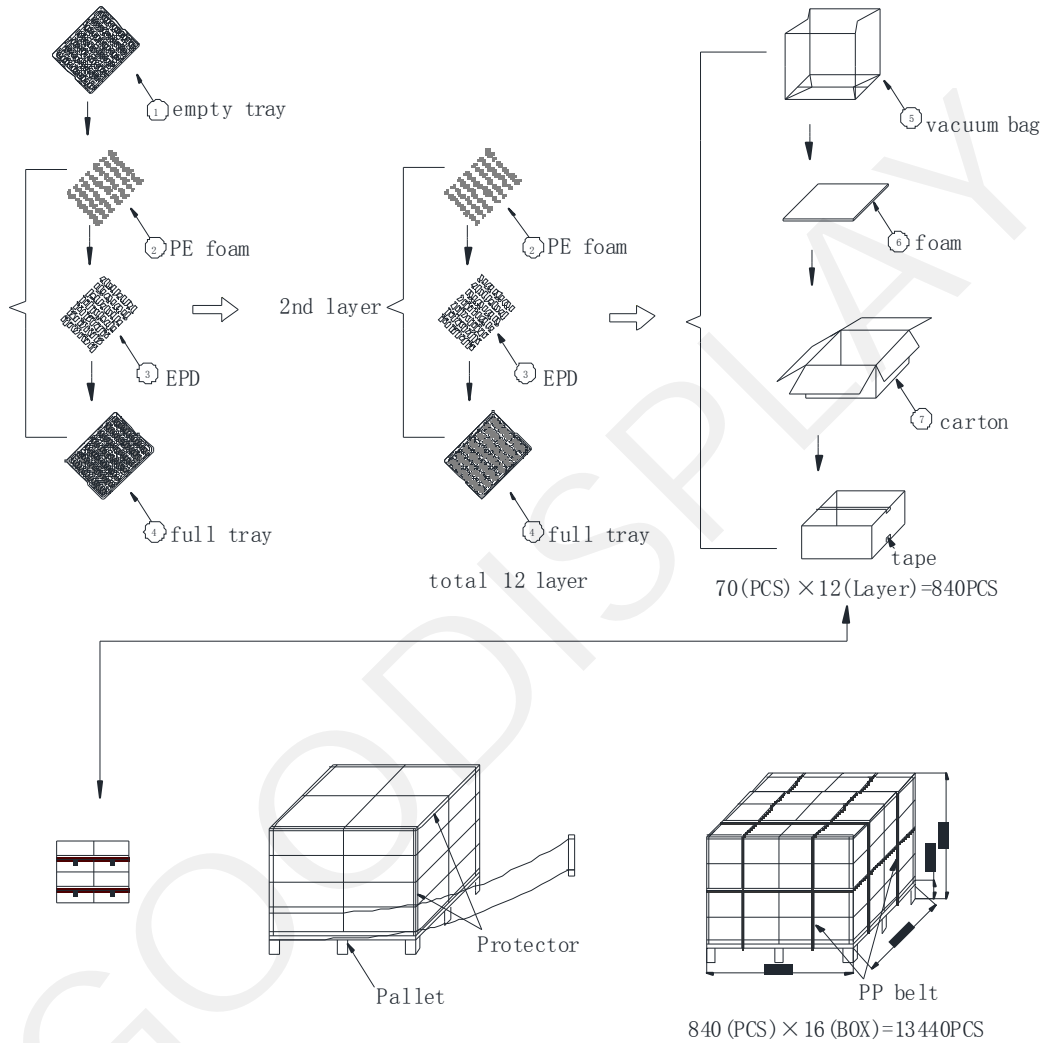 1 empty tray
2 PE foam
3 EPD
4 full tray
2nd layer
2 PE foam
3 EPD
4 full tray
total 12 layer
5 vacuum bag
6 foam
7 carton
tape
70(PCS)×12(Layer)=840PCS
Protector
Pallet
PP belt
840(PCS)×16(BOX)=13440PCS
GOODISPLAY